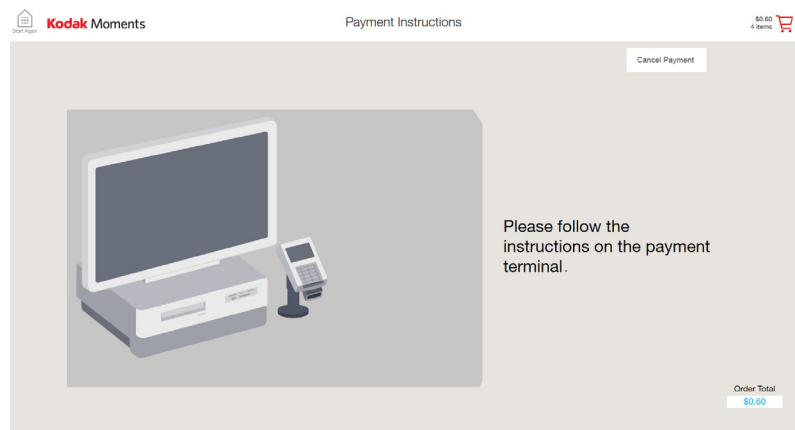 Start Again
Kodak Moments
Payment Instructions
$0.60
4 items
Cancel Payment
Please follow the
instructions on the payment
terminal.
Order Total
$0.60